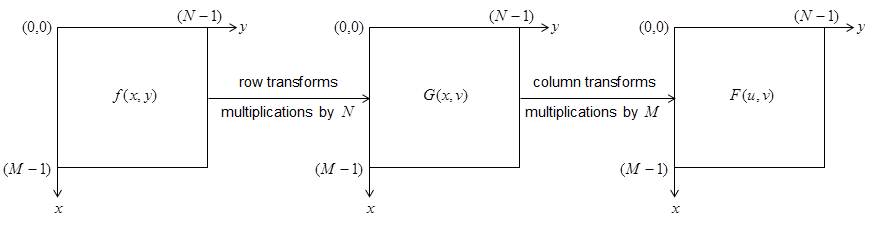 (0,0) (N−1) y (0,0) (N−1) y (0,0) (N−1) y
row transforms column transforms
f(x, y) G(x, v) F(u, v)
multiplications by N multiplications by M
(M−1) (M−1) (M−1)
x x x